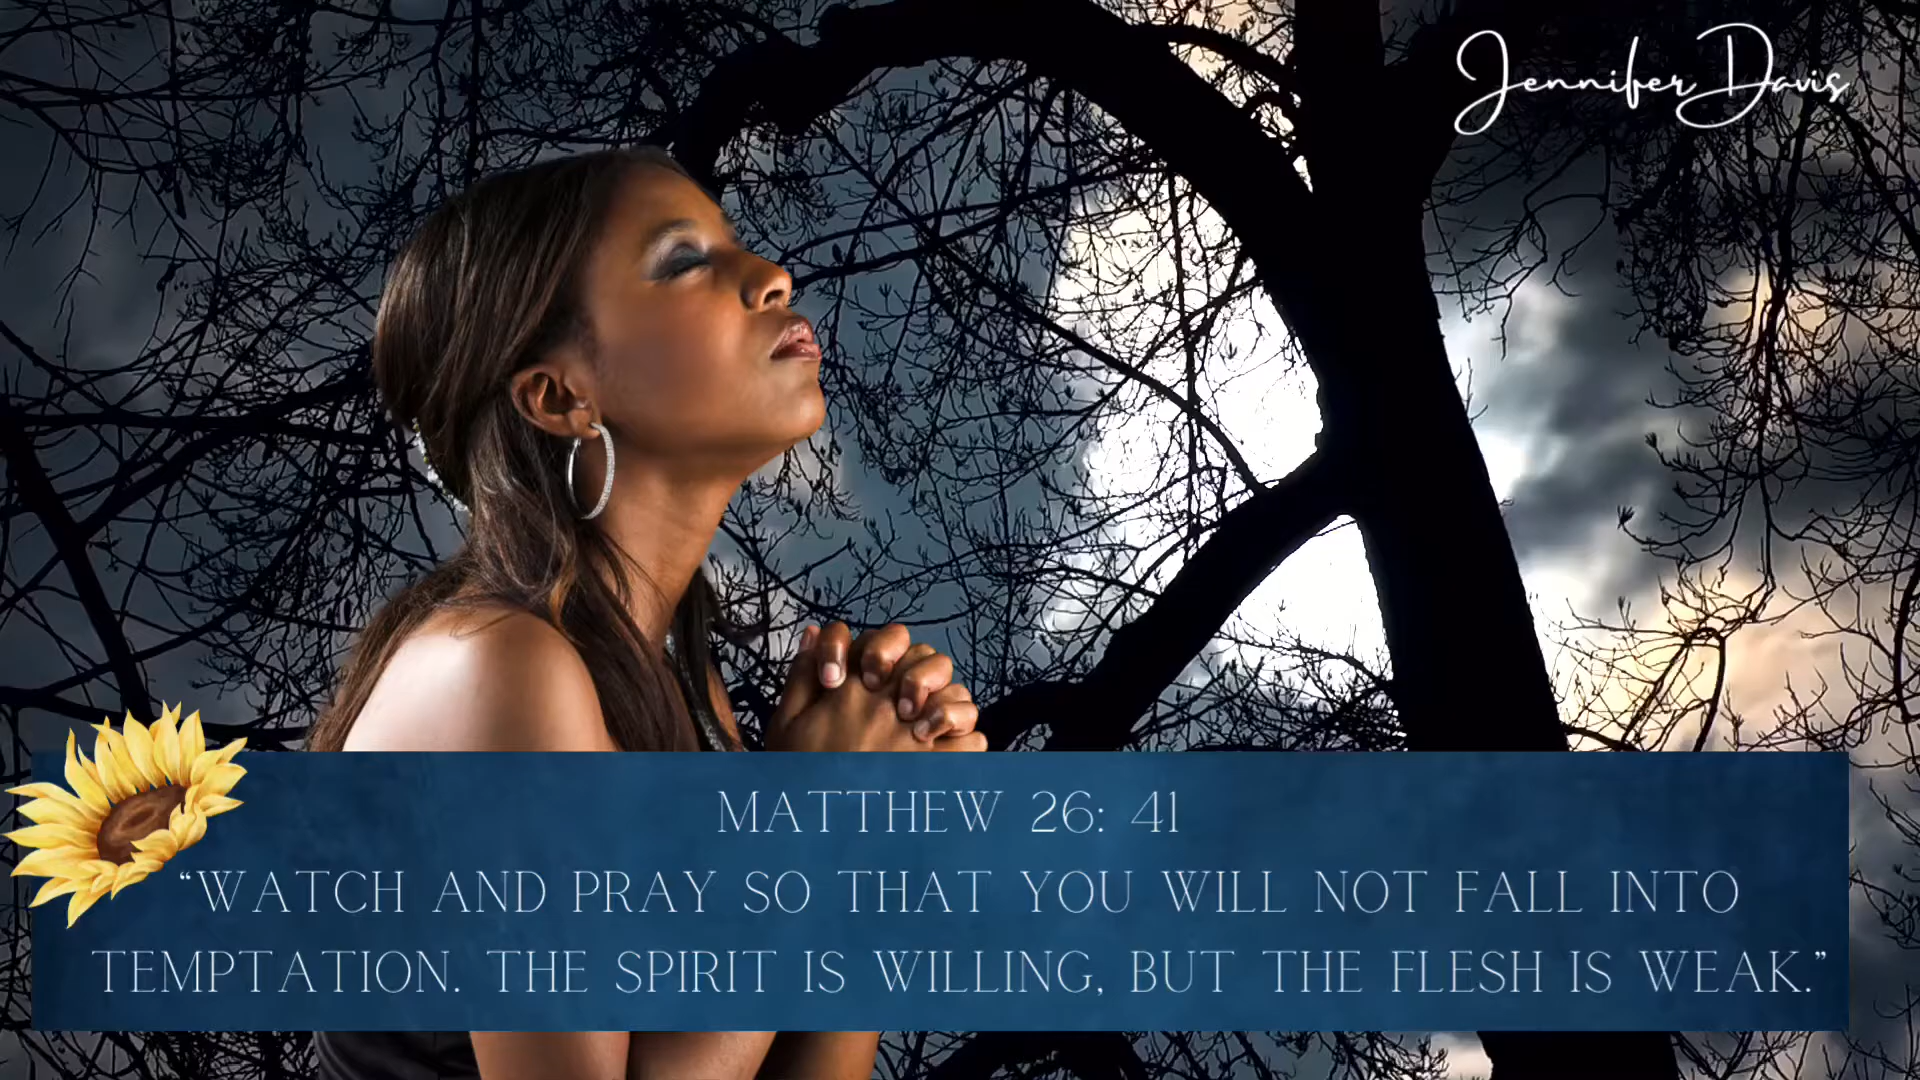 Jennifer Davis
MATTHEW 26: 41
“WATCH AND PRAY SO THAT YOU WILL NOT FALL INTO
TEMPTATION. THE SPIRIT IS WILLING, BUT THE FLESH IS WEAK.”